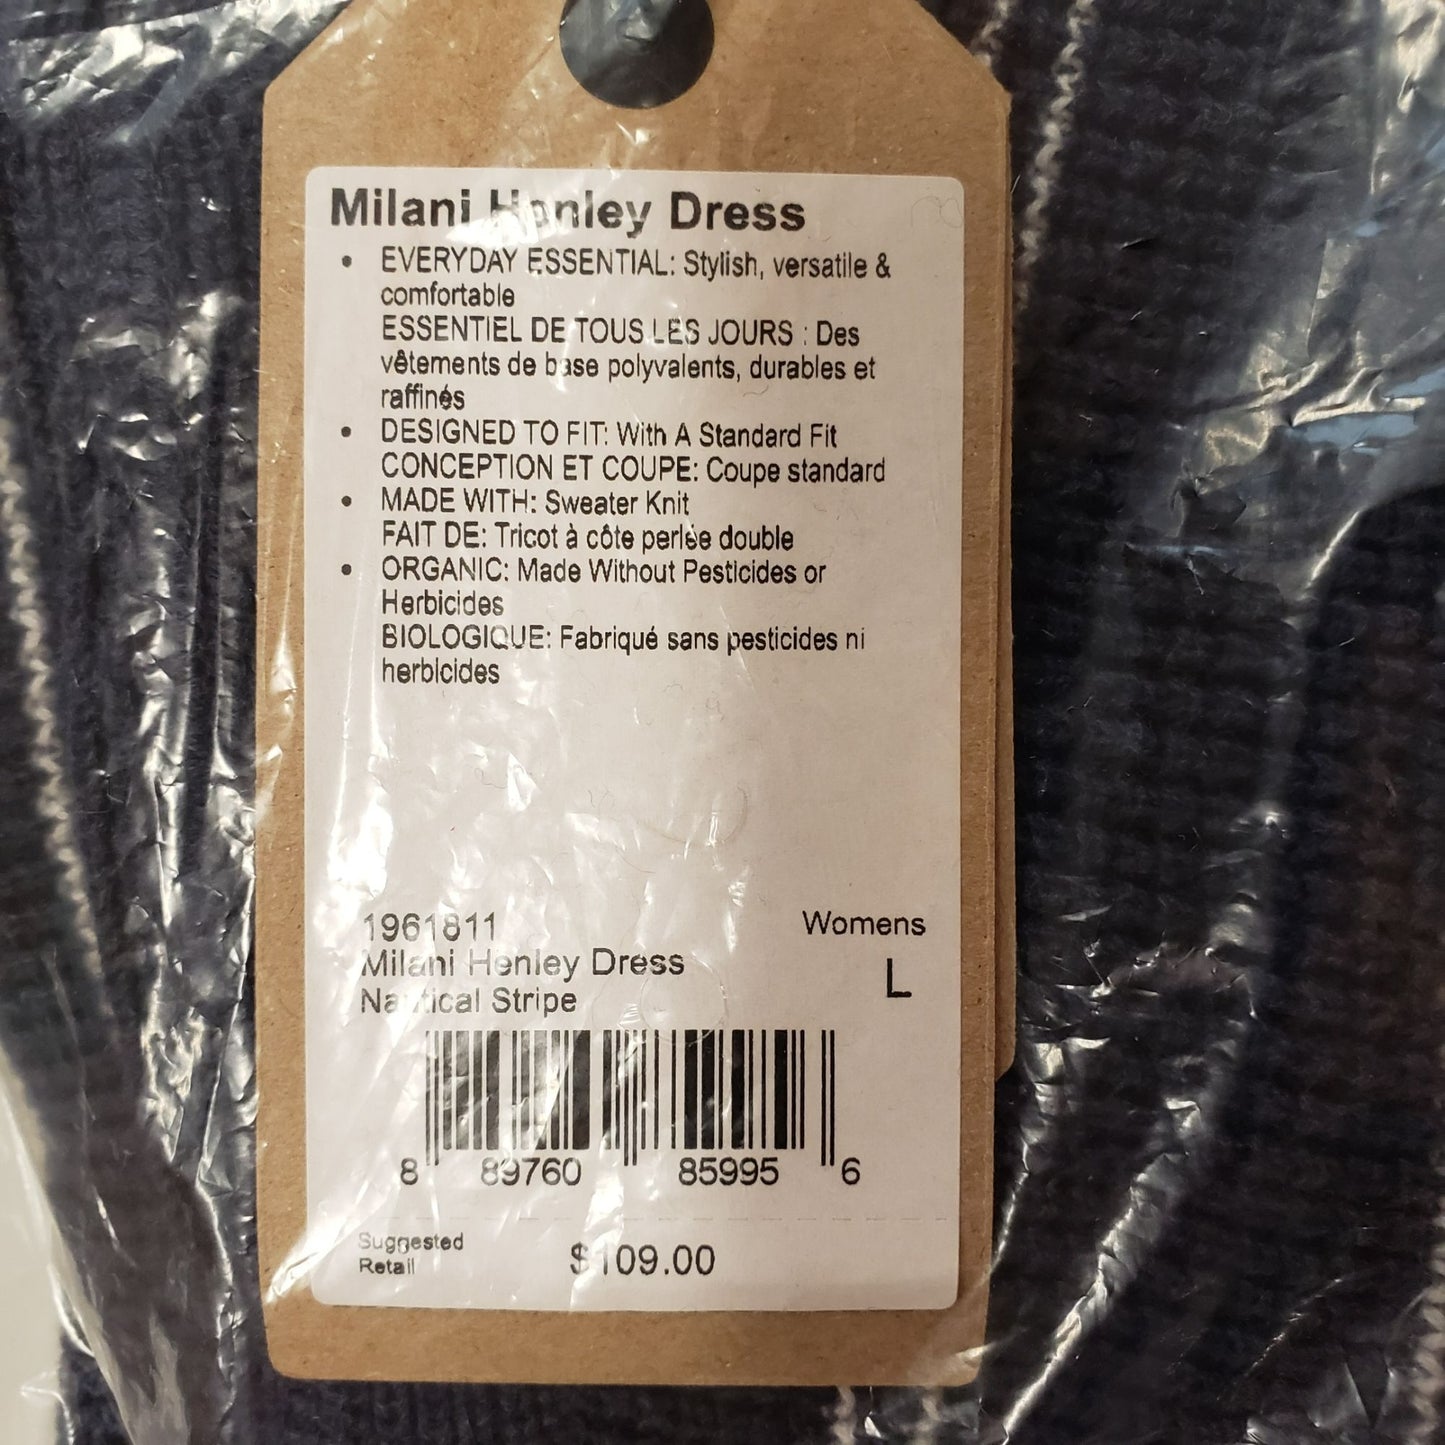 Milani Henley Dress
• EVERYDAY ESSENTIAL: Stylish, versatile &
comfortable
ESSENTIEL DE TOUS LES JOURS : Des
vêtements de base polyvalents, durables et
raffinés
• DESIGNED TO FIT: With A Standard Fit
CONCEPTION ET COUPE: Coupe standard
• MADE WITH: Sweater Knit
FAIT DE: Tricot à côte perlée double
• ORGANIC: Made Without Pesticides or
Herbicides
BIOLOGIQUE: Fabriqué sans pesticides ni
herbicides
1961811 Womens
Milani Henley Dress L
Nautical Stripe
8 89760 85995 6
Suggested
Retail $109.00